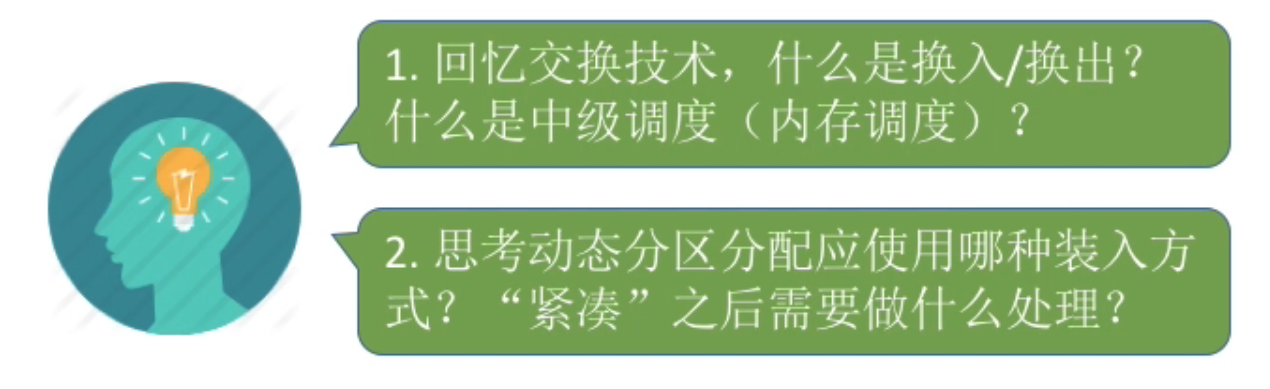 1. 回忆交换技术，什么是换入/换出？
什么是中级调度（内存调度）？
2. 思考动态分区分配应使用哪种装入方
式？“紧凑”之后需要做什么处理？